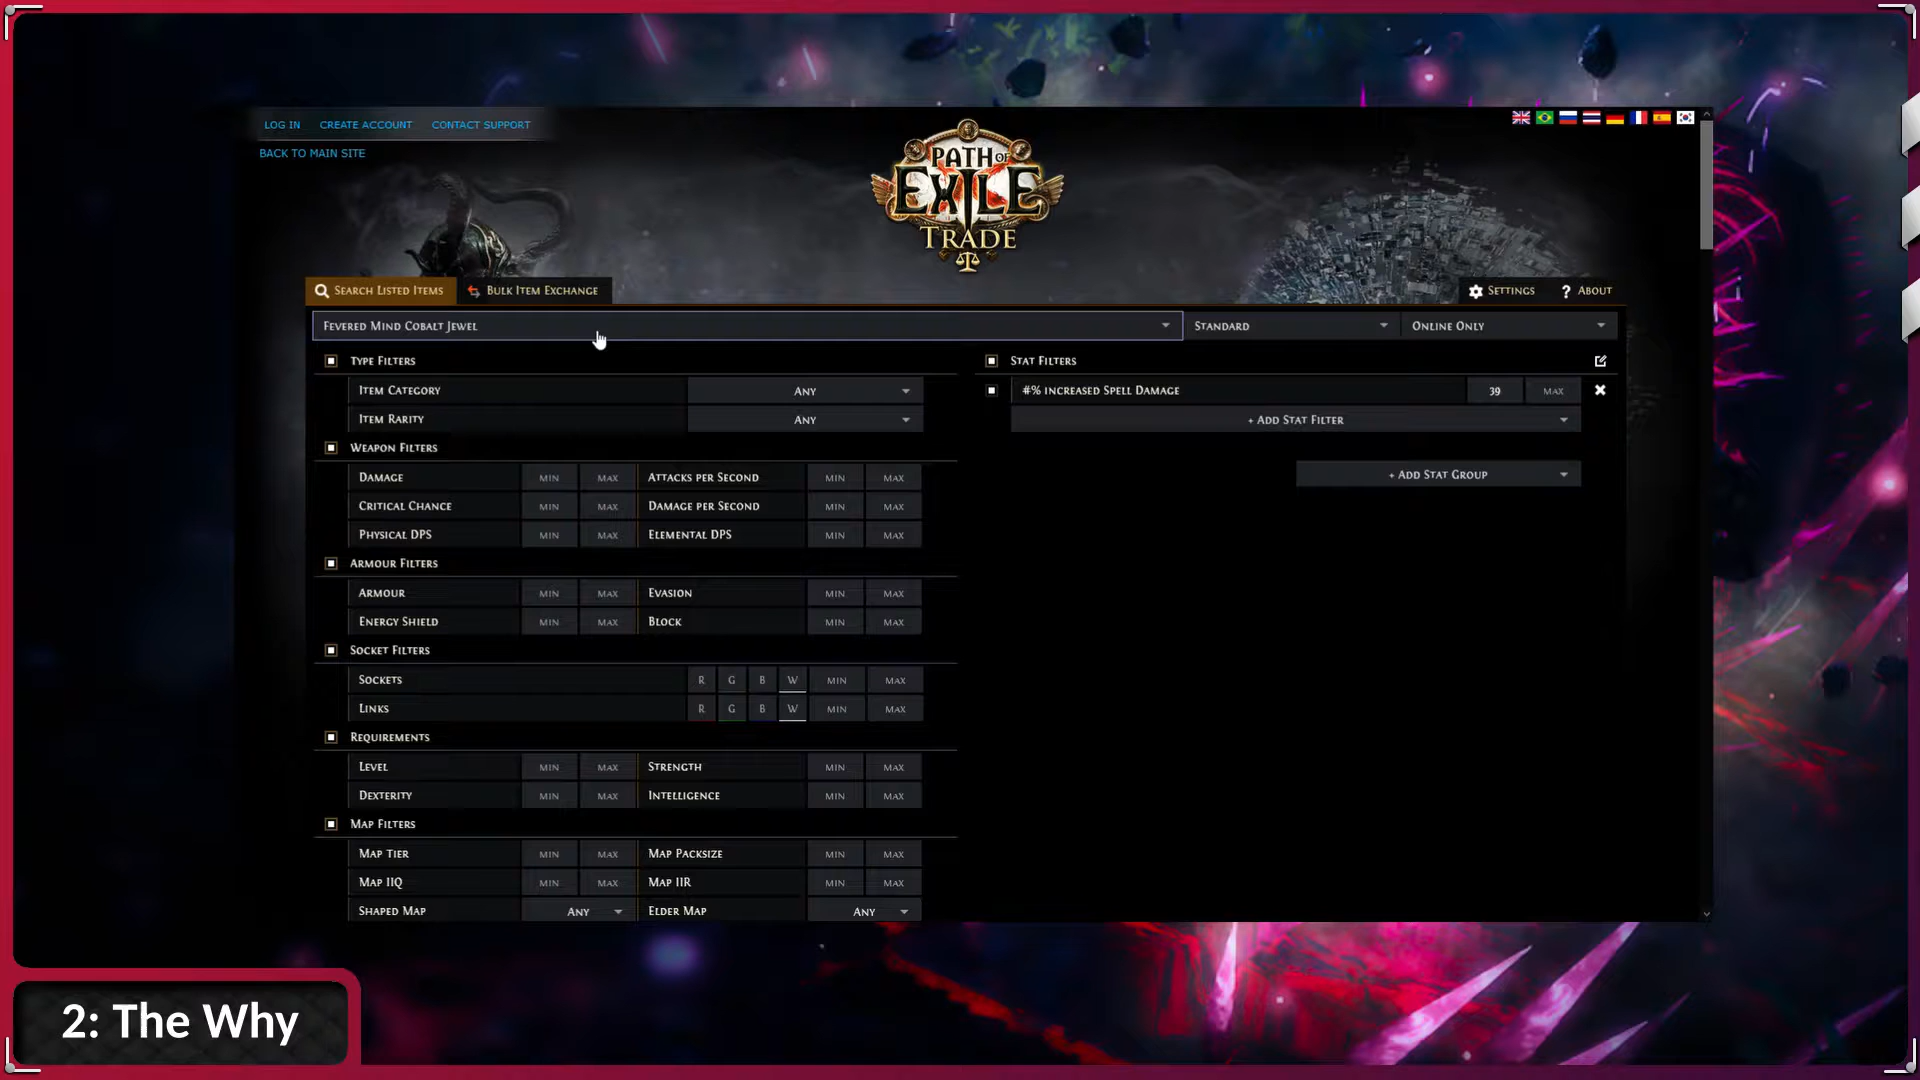 LOG IN CREATE ACCOUNT CONTACT SUPPORT
BACK TO MAIN SITE
PATH OF
EXILE
TRADE
SEARCH LISTED ITEMS BULK ITEM EXCHANGE SETTINGS ? ABOUT
FEVERED MIND COBALT JEWEL STANDARD ONLINE ONLY
TYPE FILTERS
ITEM CATEGORY ANY
ITEM RARITY ANY
WEAPON FILTERS
DAMAGE MIN MAX ATTACKS PER SECOND MIN MAX
CRITICAL CHANCE MIN MAX DAMAGE PER SECOND MIN MAX
PHYSICAL DPS MIN MAX ELEMENTAL DPS MIN MAX
ARMOUR FILTERS
ARMOUR MIN MAX EVASION MIN MAX
ENERGY SHIELD MIN MAX BLOCK MIN MAX
SOCKET FILTERS
SOCKETS R G B W MIN MAX
LINKS R G B W MIN MAX
REQUIREMENTS
LEVEL MIN MAX STRENGTH MIN MAX
DEXTERITY MIN MAX INTELLIGENCE MIN MAX
MAP FILTERS
MAP TIER MIN MAX MAP PACKSIZE MIN MAX
MAP IIQ MIN MAX MAP IIR MIN MAX
SHAPED MAP ANY ELDER MAP ANY
STAT FILTERS
#% INCREASED SPELL DAMAGE 39 MAX
+ ADD STAT FILTER
+ ADD STAT GROUP
2: The Why